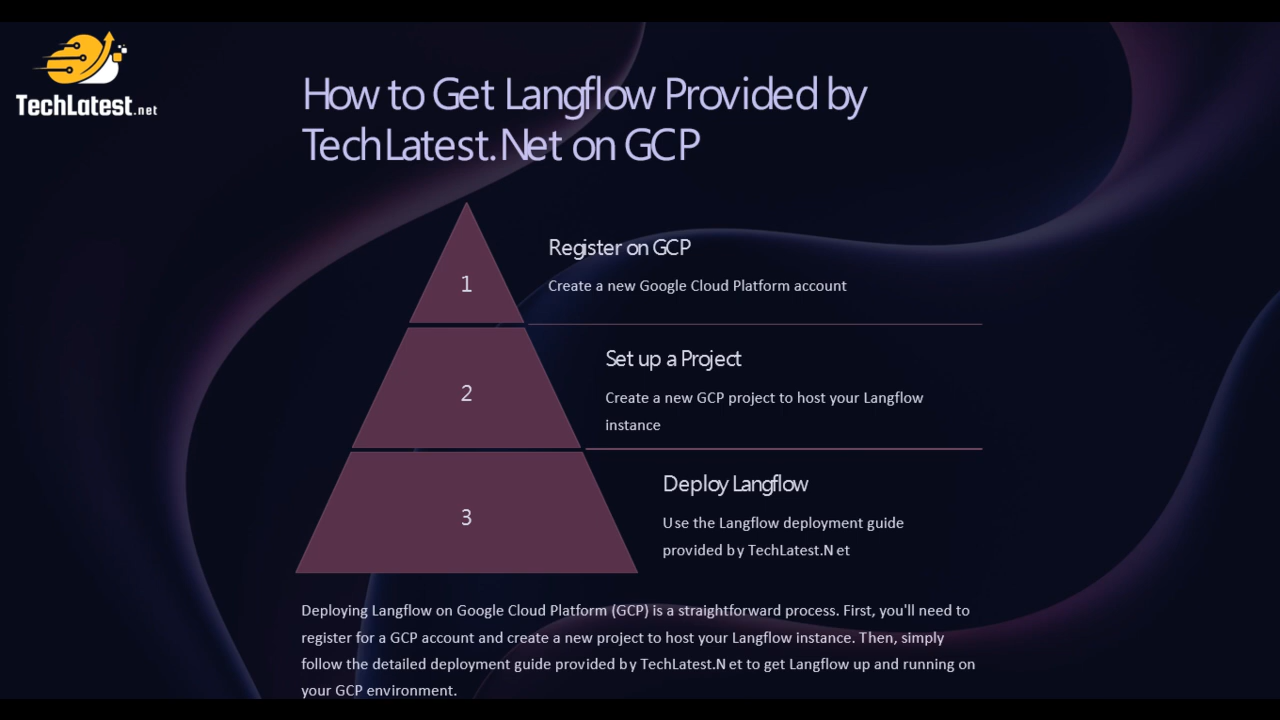 TechLatest.net
How to Get Langflow Provided by
TechLatest.Net on GCP
1
Register on GCP
Create a new Google Cloud Platform account
2
Set up a Project
Create a new GCP project to host your Langflow
instance
3
Deploy Langflow
Use the Langflow deployment guide
provided by TechLatest.Net
Deploying Langflow on Google Cloud Platform (GCP) is a straightforward process. First, you'll need to
register for a GCP account and create a new project to host your Langflow instance. Then, simply
follow the detailed deployment guide provided by TechLatest.Net to get Langflow up and running on
your GCP environment.